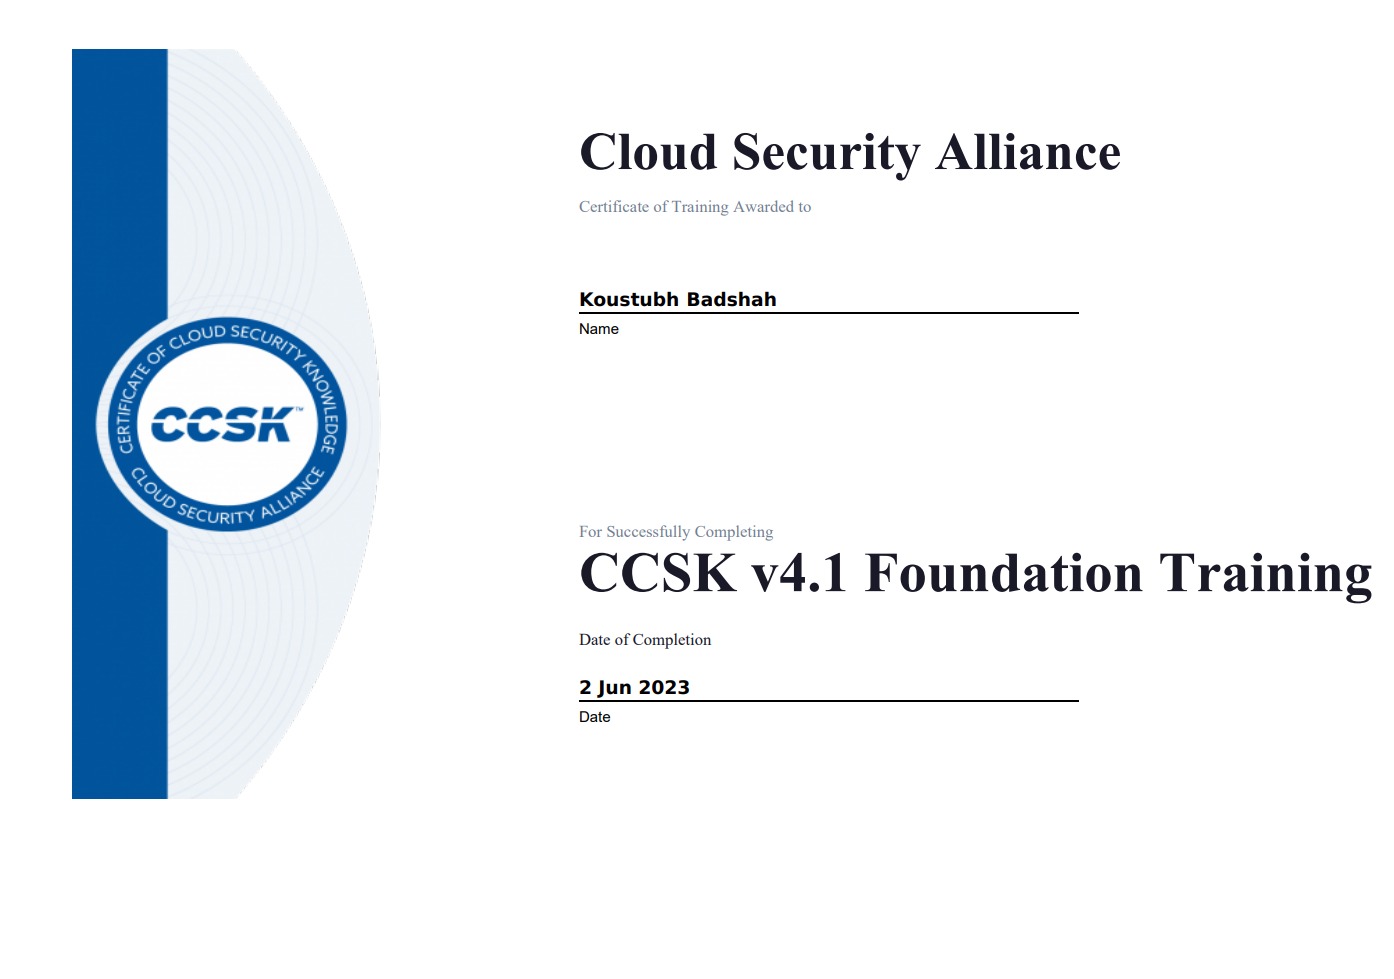 Cloud Security Alliance
Certificate of Training Awarded to
Koustubh Badshah
Name
CERTIFICATE OF CLOUD SECURITY KNOWLEDGE
CCSK™
CLOUD SECURITY ALLIANCE
For Successfully Completing
CCSK v4.1 Foundation Training
Date of Completion
2 Jun 2023
Date